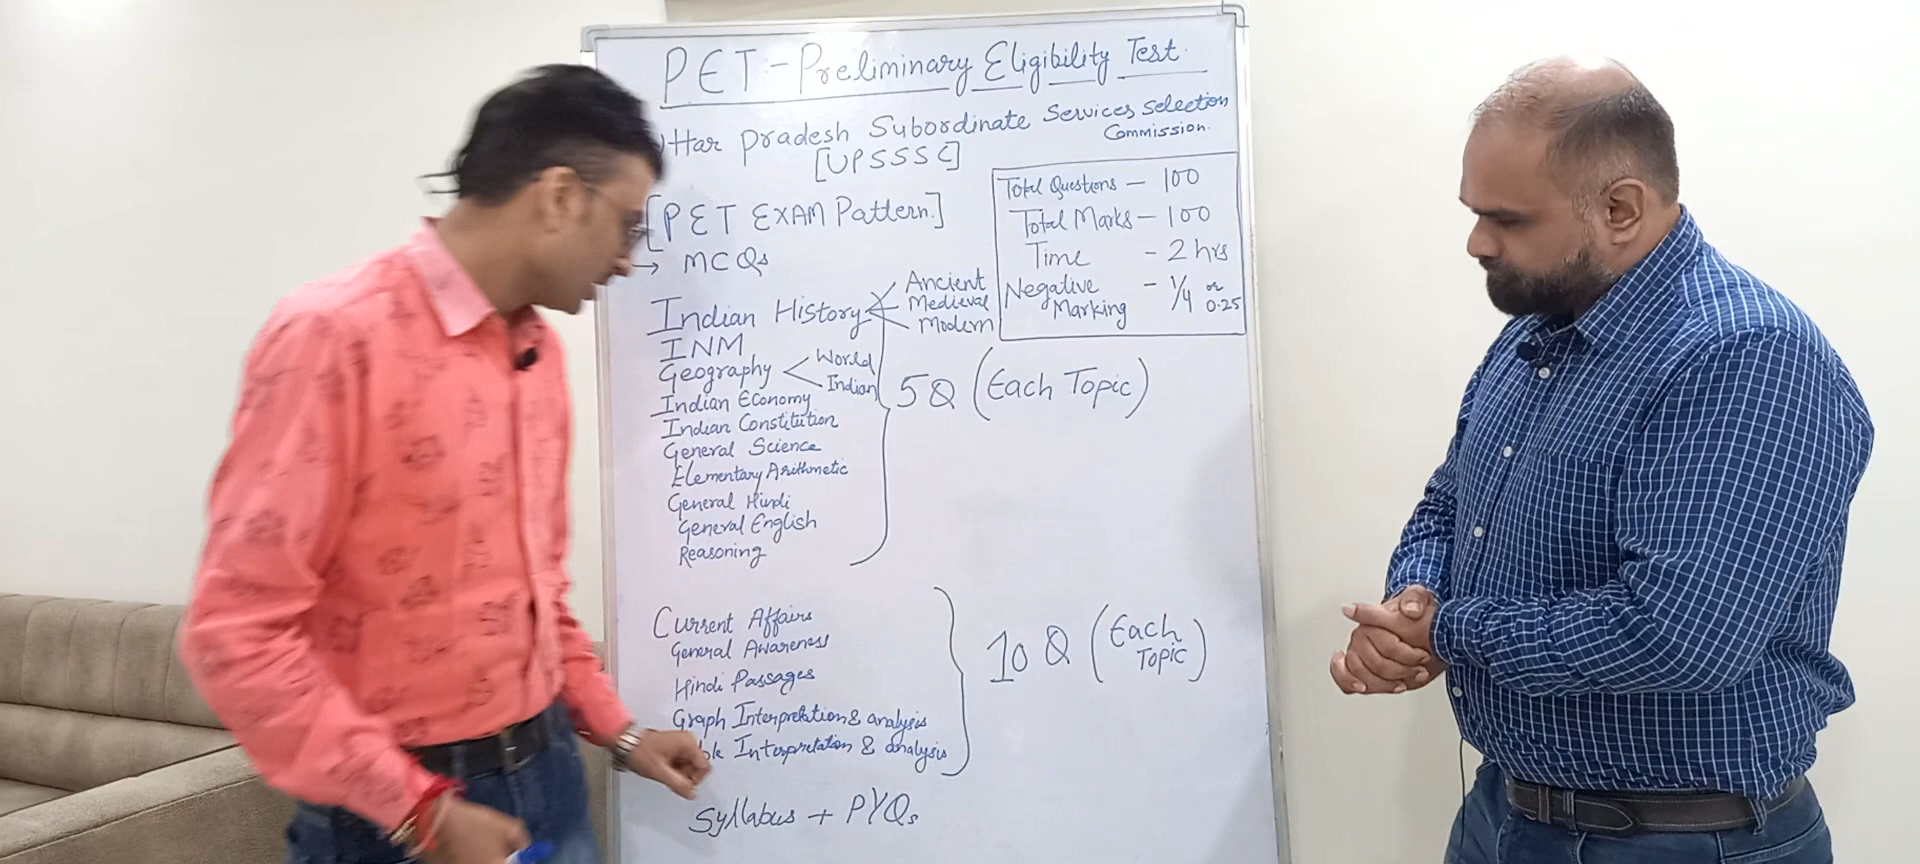 PET:- Preliminary Eligibility Test.
Uttar Pradesh Subordinate Services Selection
Commission.
[UPSSSC]
[PET EXAM Pattern.]
→ MCQs
Total Questions - 100
Total Marks - 100
Time - 2 hrs
Negative Marking - 1/4 or 0.25
Indian History
Ancient
Medieval
Modern
INM
Geography
World
Indian
Indian Economy
Indian Constitution
General Science
Elementary Arithmetic
General Hindi
General English
Reasoning
5Q (Each Topic)
Current Affairs
General Awareness
Hindi Passages
Graph Interpretation & analysis
Interpretation & analysis
10 Q (Each Topic)
Syllabus + PYQs